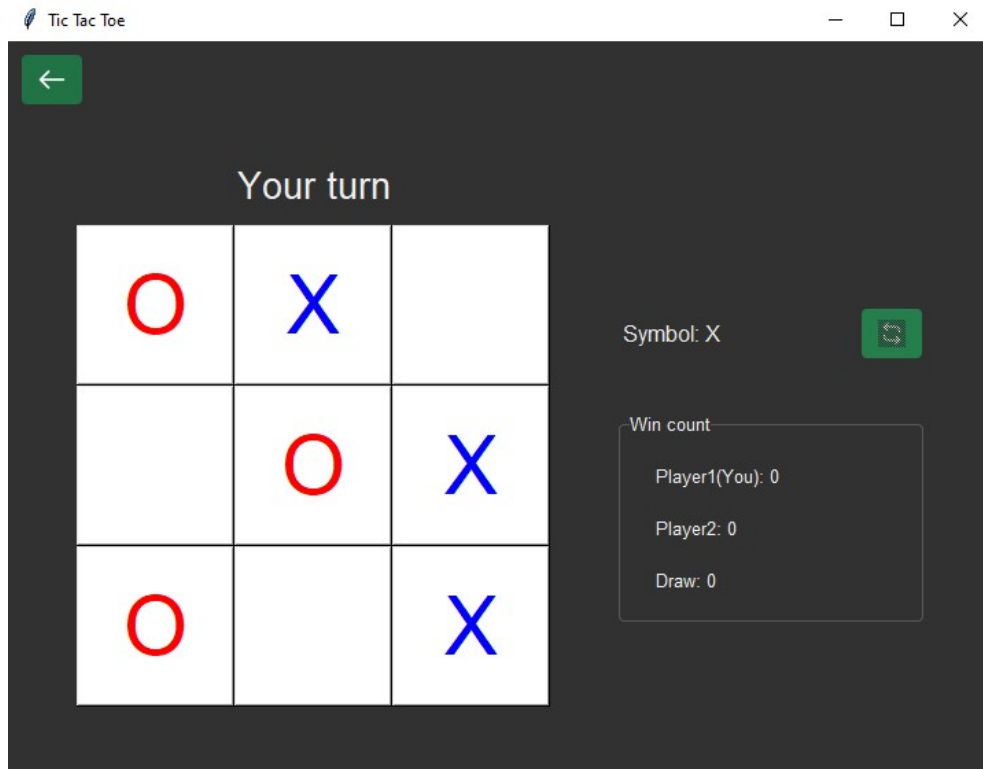 Tic Tac Toe
Your turn
O X
O X
O X
Symbol: X
Win count
Player1(You): 0
Player2: 0
Draw: 0